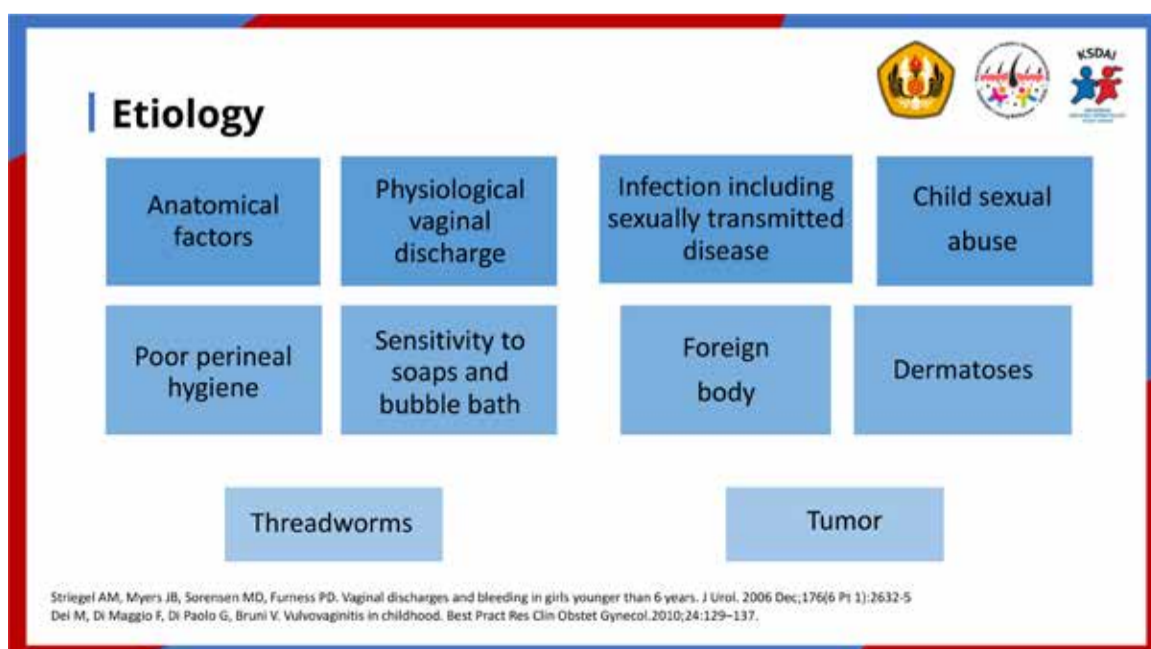 KSDAI
Etiology
Anatomical
factors
Physiological
vaginal
discharge
Infection including
sexually transmitted
disease
Child sexual
abuse
Poor perineal
hygiene
Sensitivity to
soaps and
bubble bath
Foreign
body
Dermatoses
Threadworms
Tumor
Striegel AM, Myers JB, Sorensen MD, Furness PD. Vaginal discharges and bleeding in girls younger than 6 years. J Urol. 2006 Dec;176(6 Pt 1):2632-5
Dei M, Di Maggio F, Di Paolo G, Bruni V. Vulvovaginitis in childhood. Best Pract Res Clin Obstet Gynecol.2010;24:129–137.